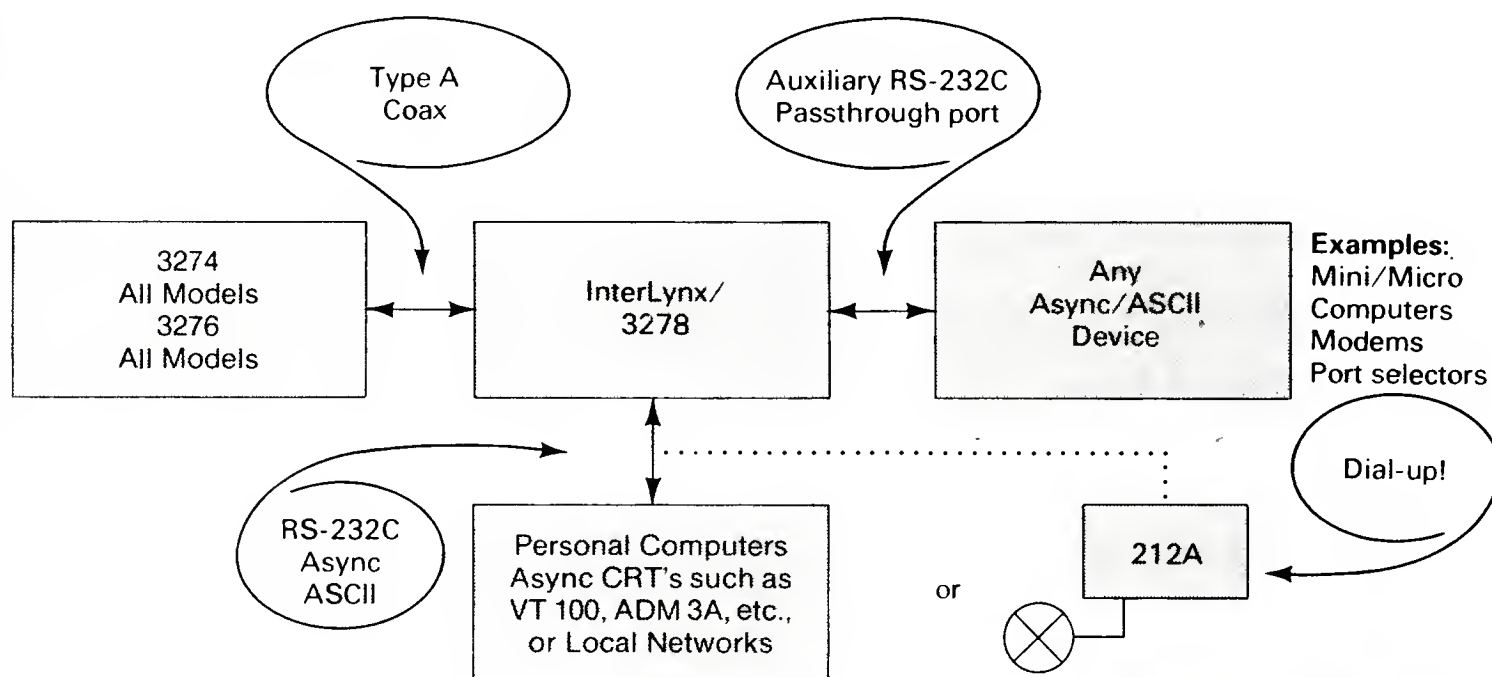 Type A
Coax
Auxiliary RS-232C
Passthrough port
3274
All Models
3276
All Models
InterLynx/
3278
Any
Async/ASCII
Device
Examples:
Mini/Micro
Computers
Modems
Port selectors
Dial-up!
RS-232C
Async
ASCII
Personal Computers
Async CRT's such as
VT 100, ADM 3A, etc.,
or Local Networks
or
212A